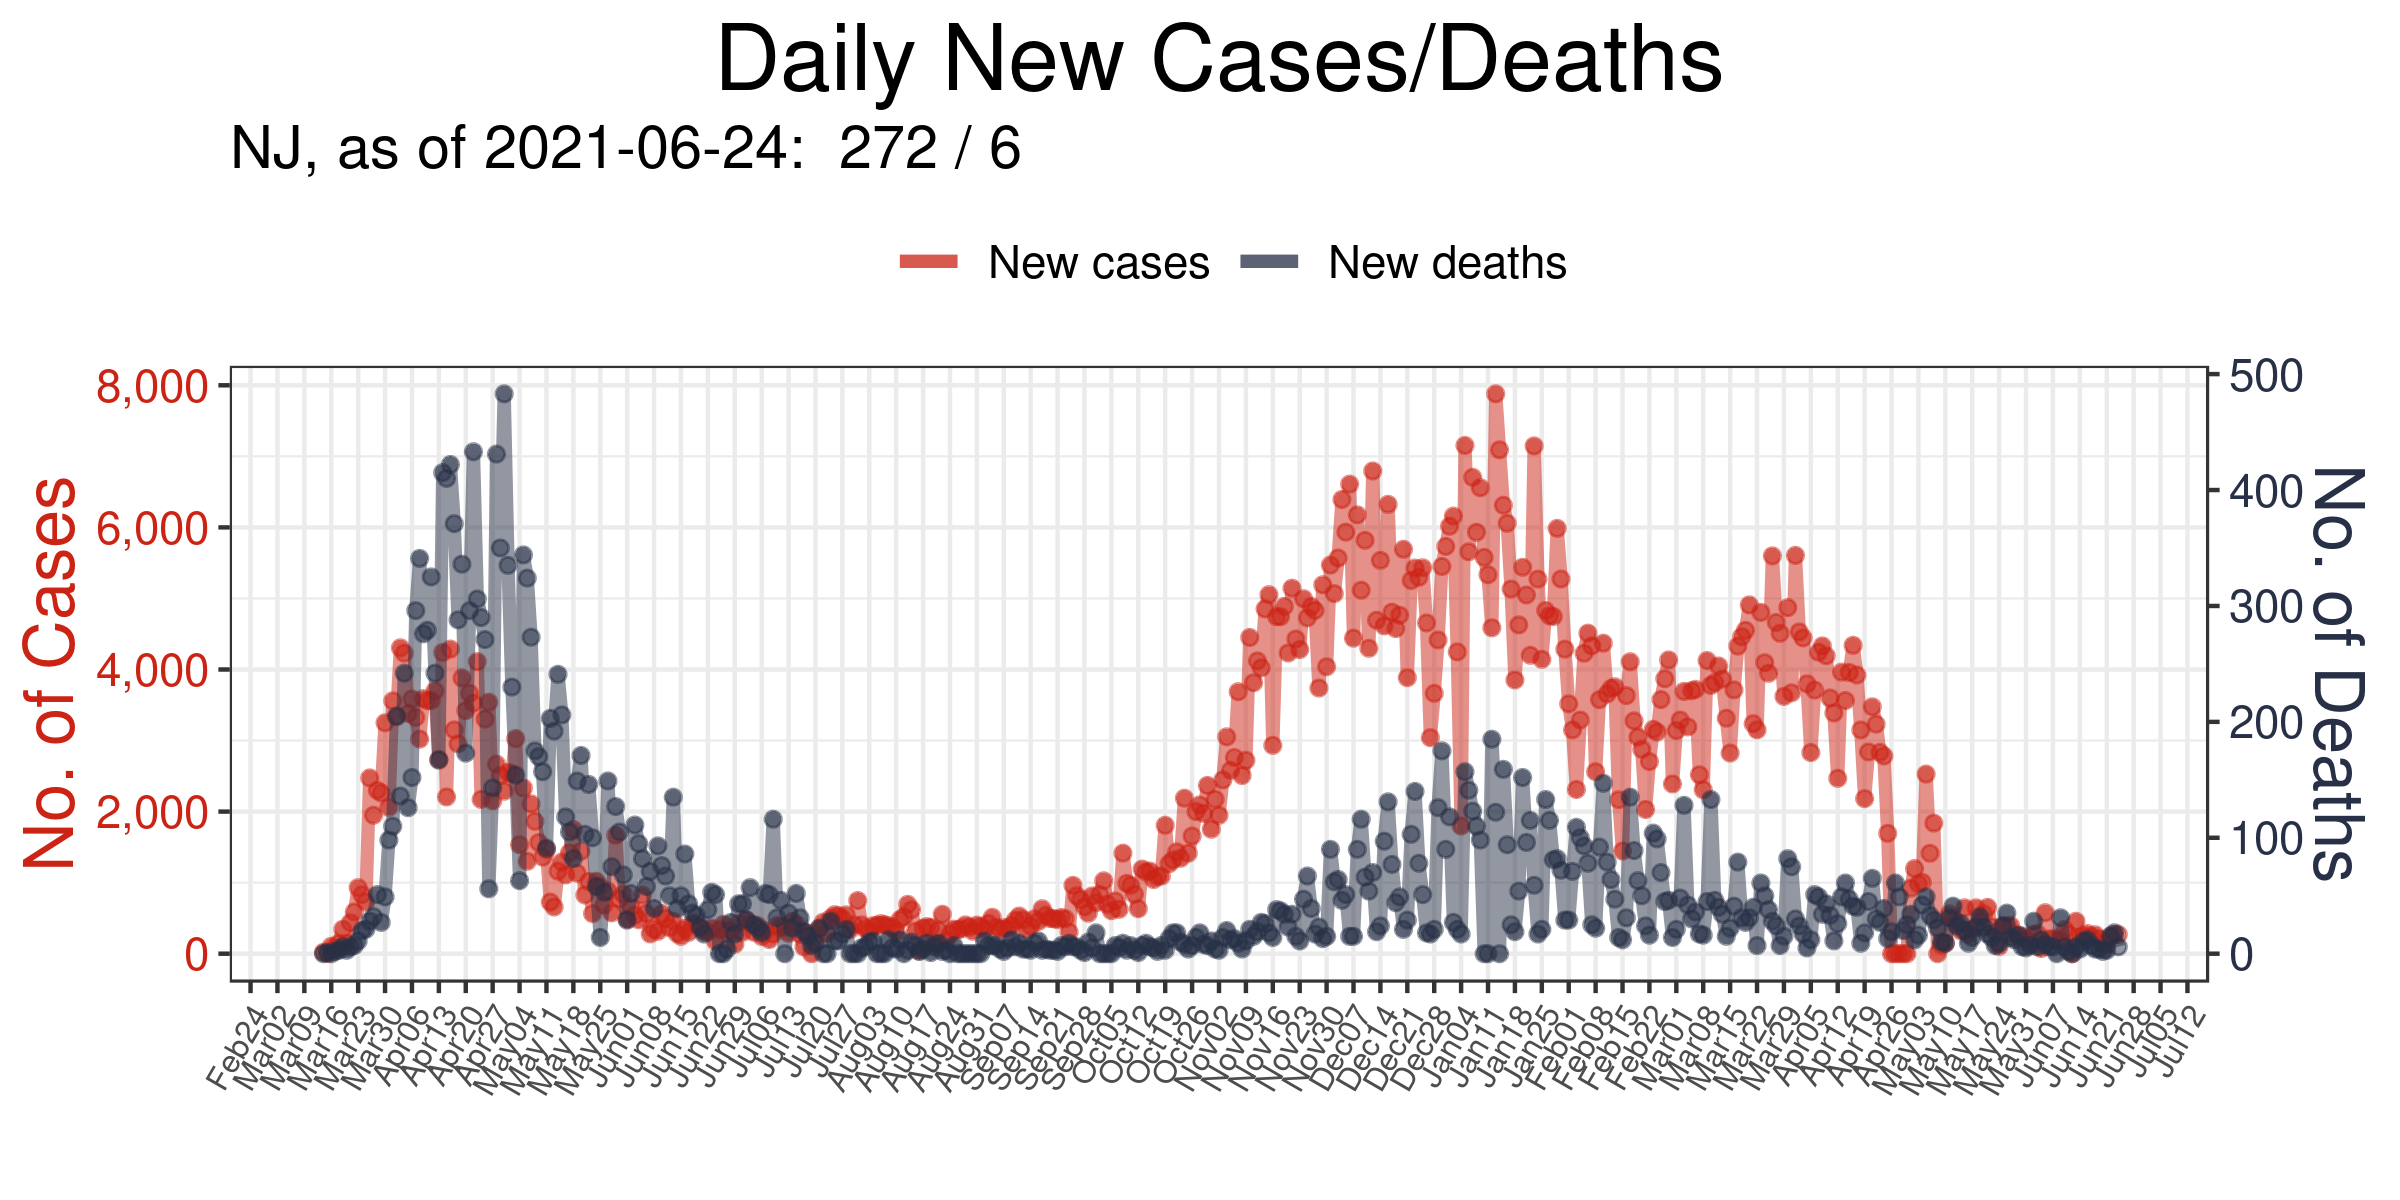 Daily New Cases/Deaths
NJ, as of 2021-06-24:  272 / 6
New cases New deaths
No. of Cases
8,000
6,000
4,000
2,000
0
500
400
300
200
100
0
No. of Deaths
Feb24 Mar02 Mar09 Mar16 Mar23 Mar30 Apr06 Apr13 Apr20 Apr27 May04 May11 May18 May25 Jun01 Jun08 Jun15 Jun22 Jun29 Jul06 Jul13 Jul20 Jul27 Aug03 Aug10 Aug17 Aug24 Aug31 Sep07 Sep14 Sep21 Sep28 Oct05 Oct12 Oct19 Oct26 Nov02 Nov09 Nov16 Nov23 Nov30 Dec07 Dec14 Dec21 Dec28 Jan04 Jan11 Jan18 Jan25 Feb01 Feb08 Feb15 Feb22 Mar01 Mar08 Mar15 Mar22 Mar29 Apr05 Apr12 Apr19 Apr26 May03 May10 May17 May24 May31 Jun07 Jun14 Jun21 Jun28 Jul05 Jul12